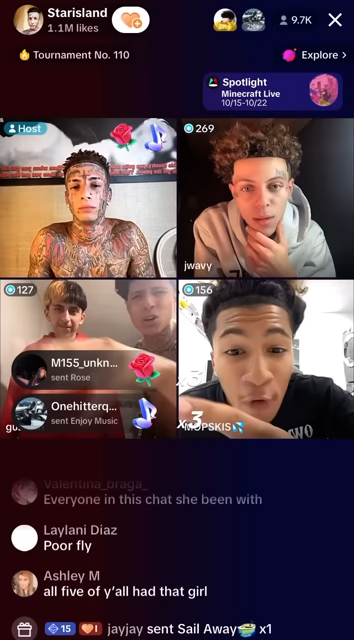 Starisland
1.1M likes
9.7K
Tournament No. 110
Explore >
Spotlight
Minecraft Live
10/15-10/22
Host
269
jwavy
127
156
M155_unkn...
sent Rose
Onehitterq...
sent Enjoy Music
x3
MOPSKIS
Valentina_braga_
Everyone in this chat she been with
Laylani Diaz
Poor fly
Ashley M
all five of y'all had that girl
15 I jayjay sent Sail Away x1